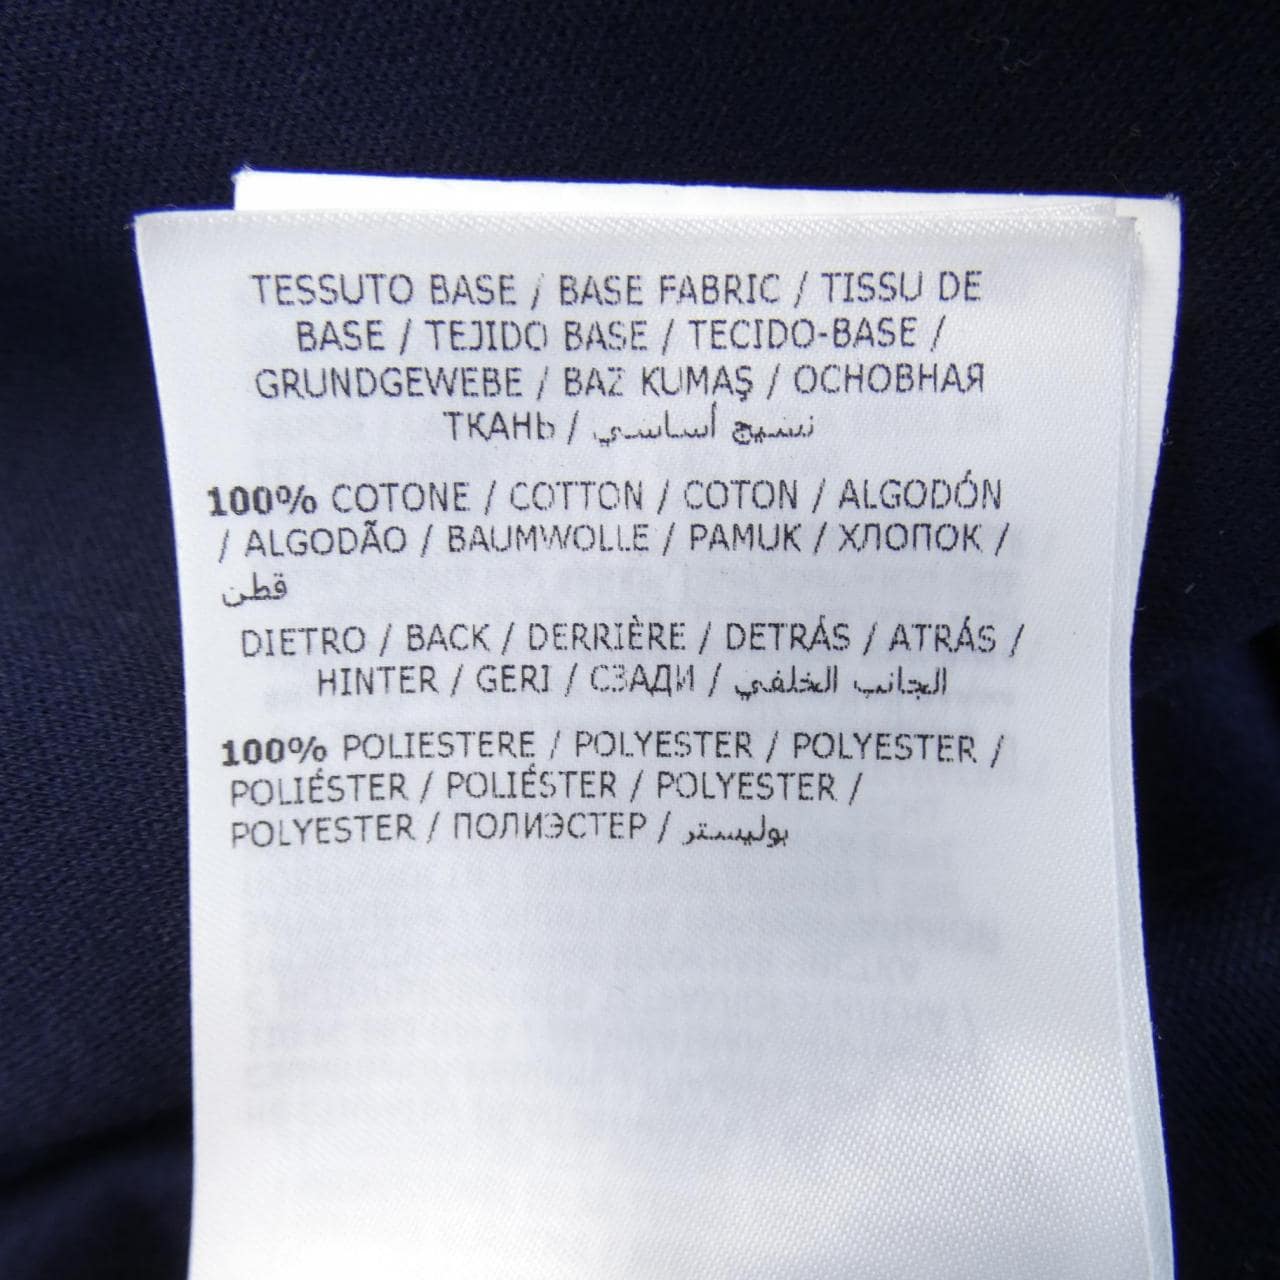 TESSUTO BASE / BASE FABRIC / TISSU DE
BASE / TEJIDO BASE / TECIDO-BASE /
GRUNDGEWEBE / BAZ KUMAŞ / ОСНОВНАЯ
ТКАНЬ / نسيج أساسي
100% COTONE / COTTON / COTON / ALGODÓN
/ ALGODÃO / BAUMWOLLE / PAMUK / ХЛОПОК /
قطن
DIETRO / BACK / DERRIÈRE / DETRÁS / ATRÁS /
HINTER / GERI / СЗАДИ / الجانب الخلفي
100% POLIESTERE / POLYESTER / POLYESTER /
POLIÉSTER / POLIÉSTER / POLYESTER /
POLYESTER / ПОЛИЭСТЕР / بوليستر